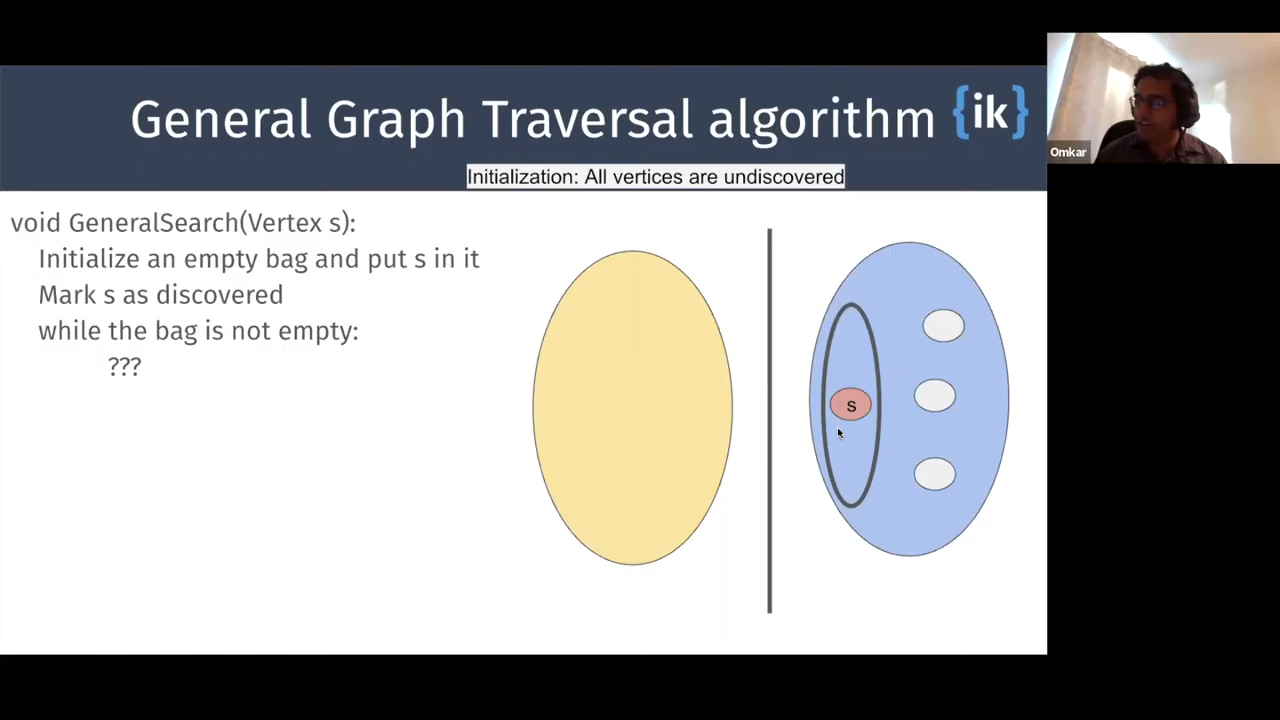 General Graph Traversal algorithm {ik}
Initialization: All vertices are undiscovered
Omkar
void GeneralSearch(Vertex s):
Initialize an empty bag and put s in it
Mark s as discovered
while the bag is not empty:
???
s